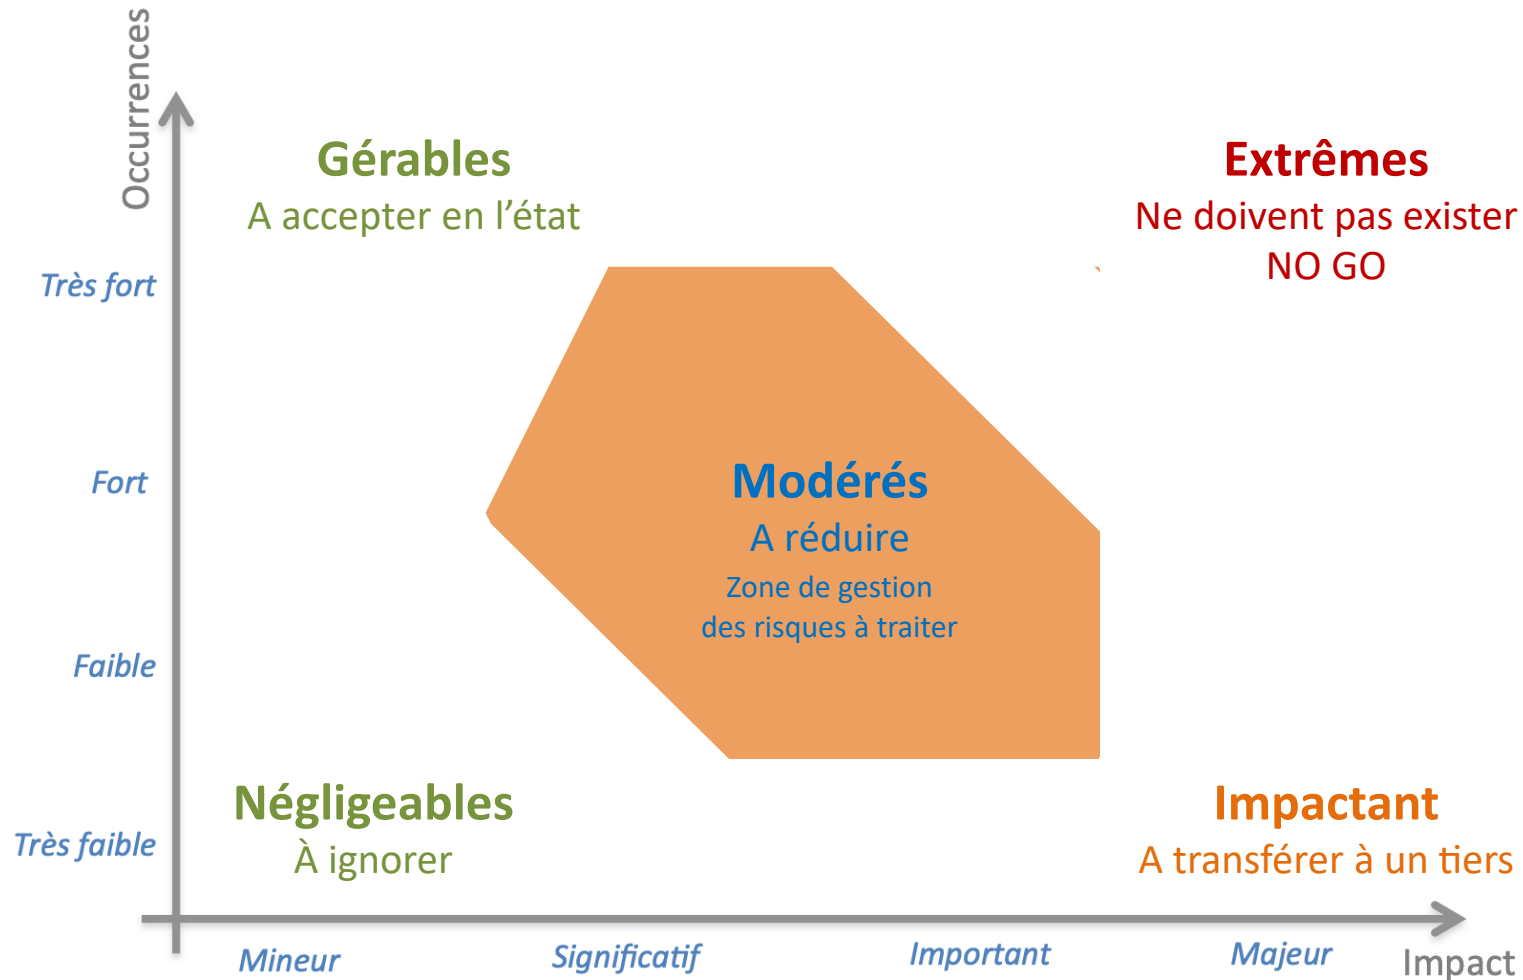 Occurrences
Gérables
A accepter en l’état
Extrêmes
Ne doivent pas exister
NO GO
Très fort
Fort
Modérés
A réduire
Zone de gestion
des risques à traiter
Faible
Négligeables
À ignorer
Impactant
A transférer à un tiers
Très faible
Mineur
Significatif
Important
Majeur
Impact